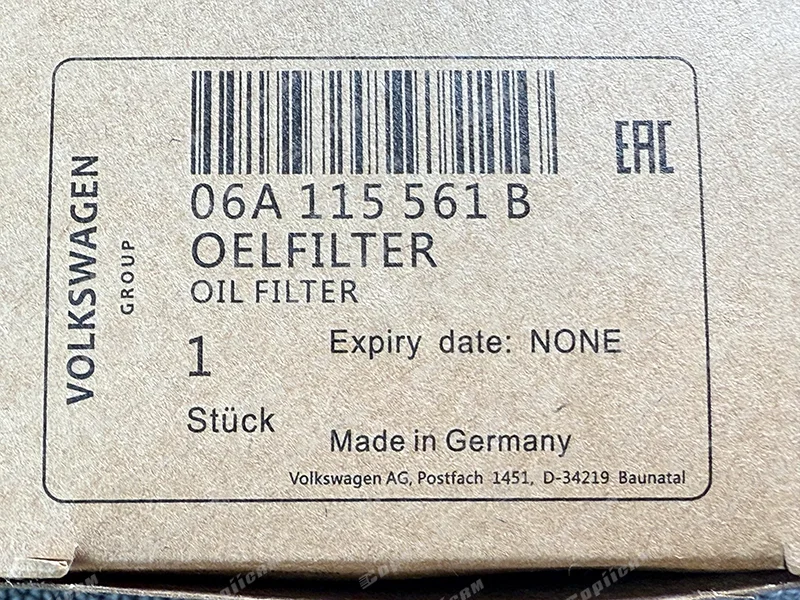 VOLKSWAGEN
GROUP
EAC
06A 115 561 B
OELFILTER
OIL FILTER
1
Expiry date: NONE
Stück
Made in Germany
Volkswagen AG, Postfach 1451, D-34219 Baunatal